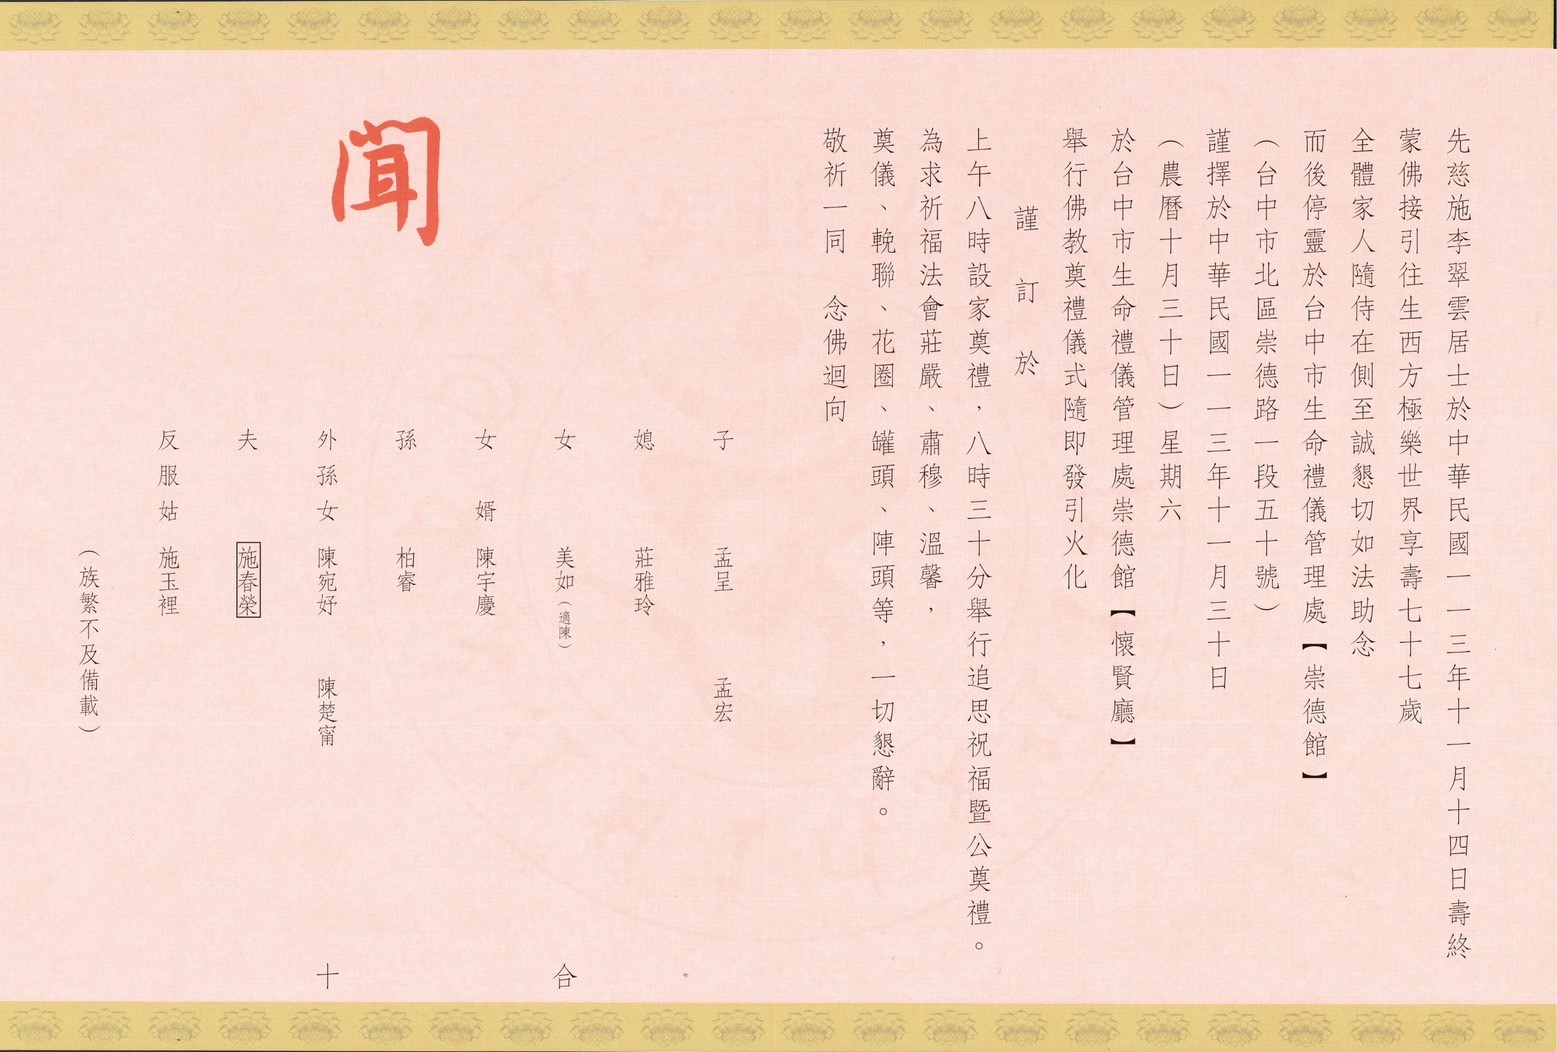 先慈施李翠雲居士於中華民國一一三年十一月十四日壽終
蒙佛接引往生西方極樂世界享壽七十七歲
全體家人隨侍在側至誠懇切如法助念
而後停靈於台中市生命禮儀管理處【崇德館】
（台中市北區崇德路一段五十號）
謹擇於中華民國一一三年十一月三十日
（農曆十月三十日）星期六
於台中市生命禮儀管理處崇德館【懷賢廳】
舉行佛教奠禮儀式隨即發引火化
謹訂於
上午八時設家奠禮，八時三十分舉行追思祝福暨公奠禮。
為求祈福法會莊嚴、肅穆、溫馨，
奠儀、輓聯、花圈、罐頭、陣頭等，一切懇辭。
敬祈一同　念佛迴向
聞
子　孟呈　孟宏
媳　莊雅玲
女　美如（適陳）　合
女婿　陳宇慶
孫　柏睿
外孫女　陳宛妤　陳楚甯　十
夫　施春榮
反服姑　施玉裡
（族繁不及備載）